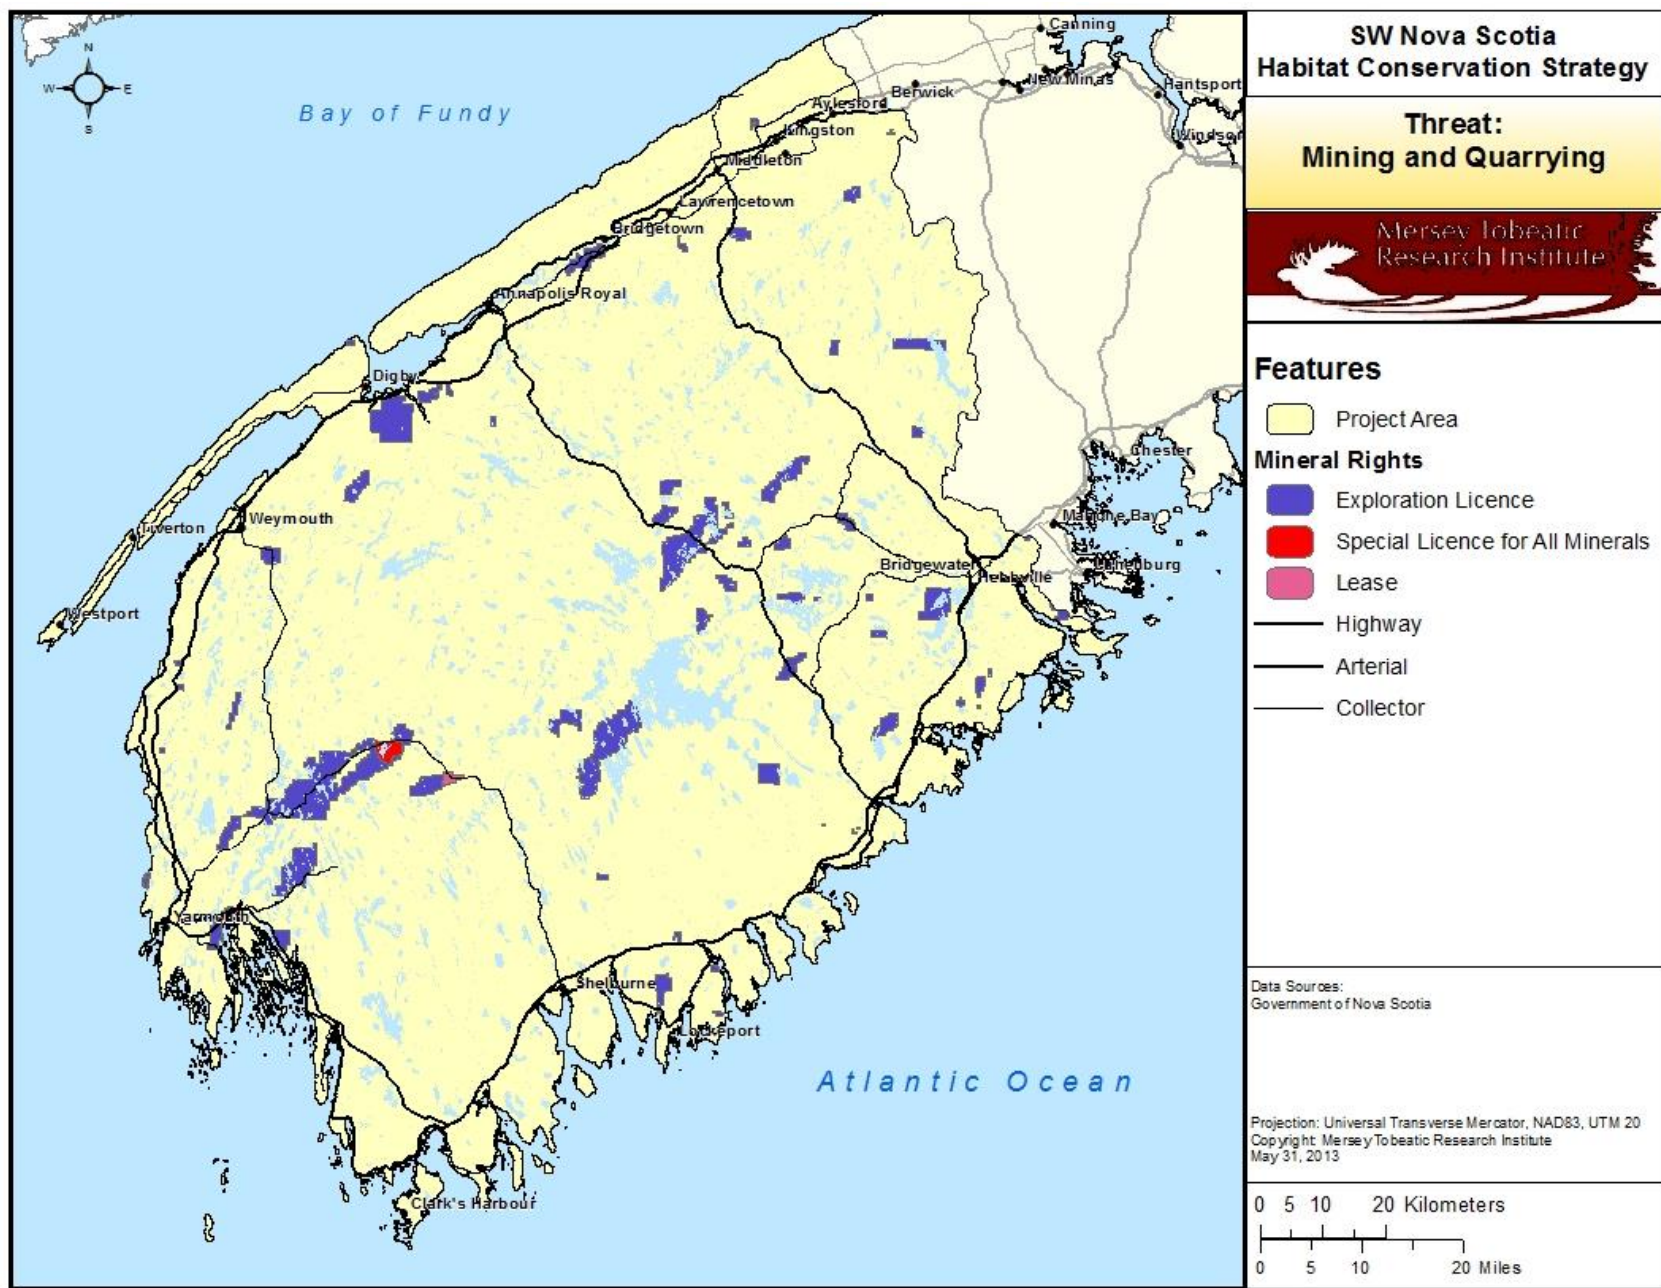 N
W
E
S
Bay of Fundy
Canning
New Minas
Hantsport
Berwick
Aylesford
Windsor
Kingston
Middleton
Lawrencetown
Bridgetown
Annapolis Royal
Digby
Chester
Tiverton
Weymouth
Mahone Bay
Bridgewater
Hebbville
Lunenburg
Westport
Yarmouth
Shelburne
Lockeport
Atlantic Ocean
Clark's Harbour
SW Nova Scotia
Habitat Conservation Strategy
Threat:
Mining and Quarrying
Mersey Tobeatic
Research Institute
Features
Project Area
Mineral Rights
Exploration Licence
Special Licence for All Minerals
Lease
Highway
Arterial
Collector
Data Sources:
Government of Nova Scotia
Projection: Universal Transverse Mercator, NAD83, UTM 20
Copyright: Mersey Tobeatic Research Institute
May 31, 2013
0 5 10 20 Kilometers
0 5 10 20 Miles